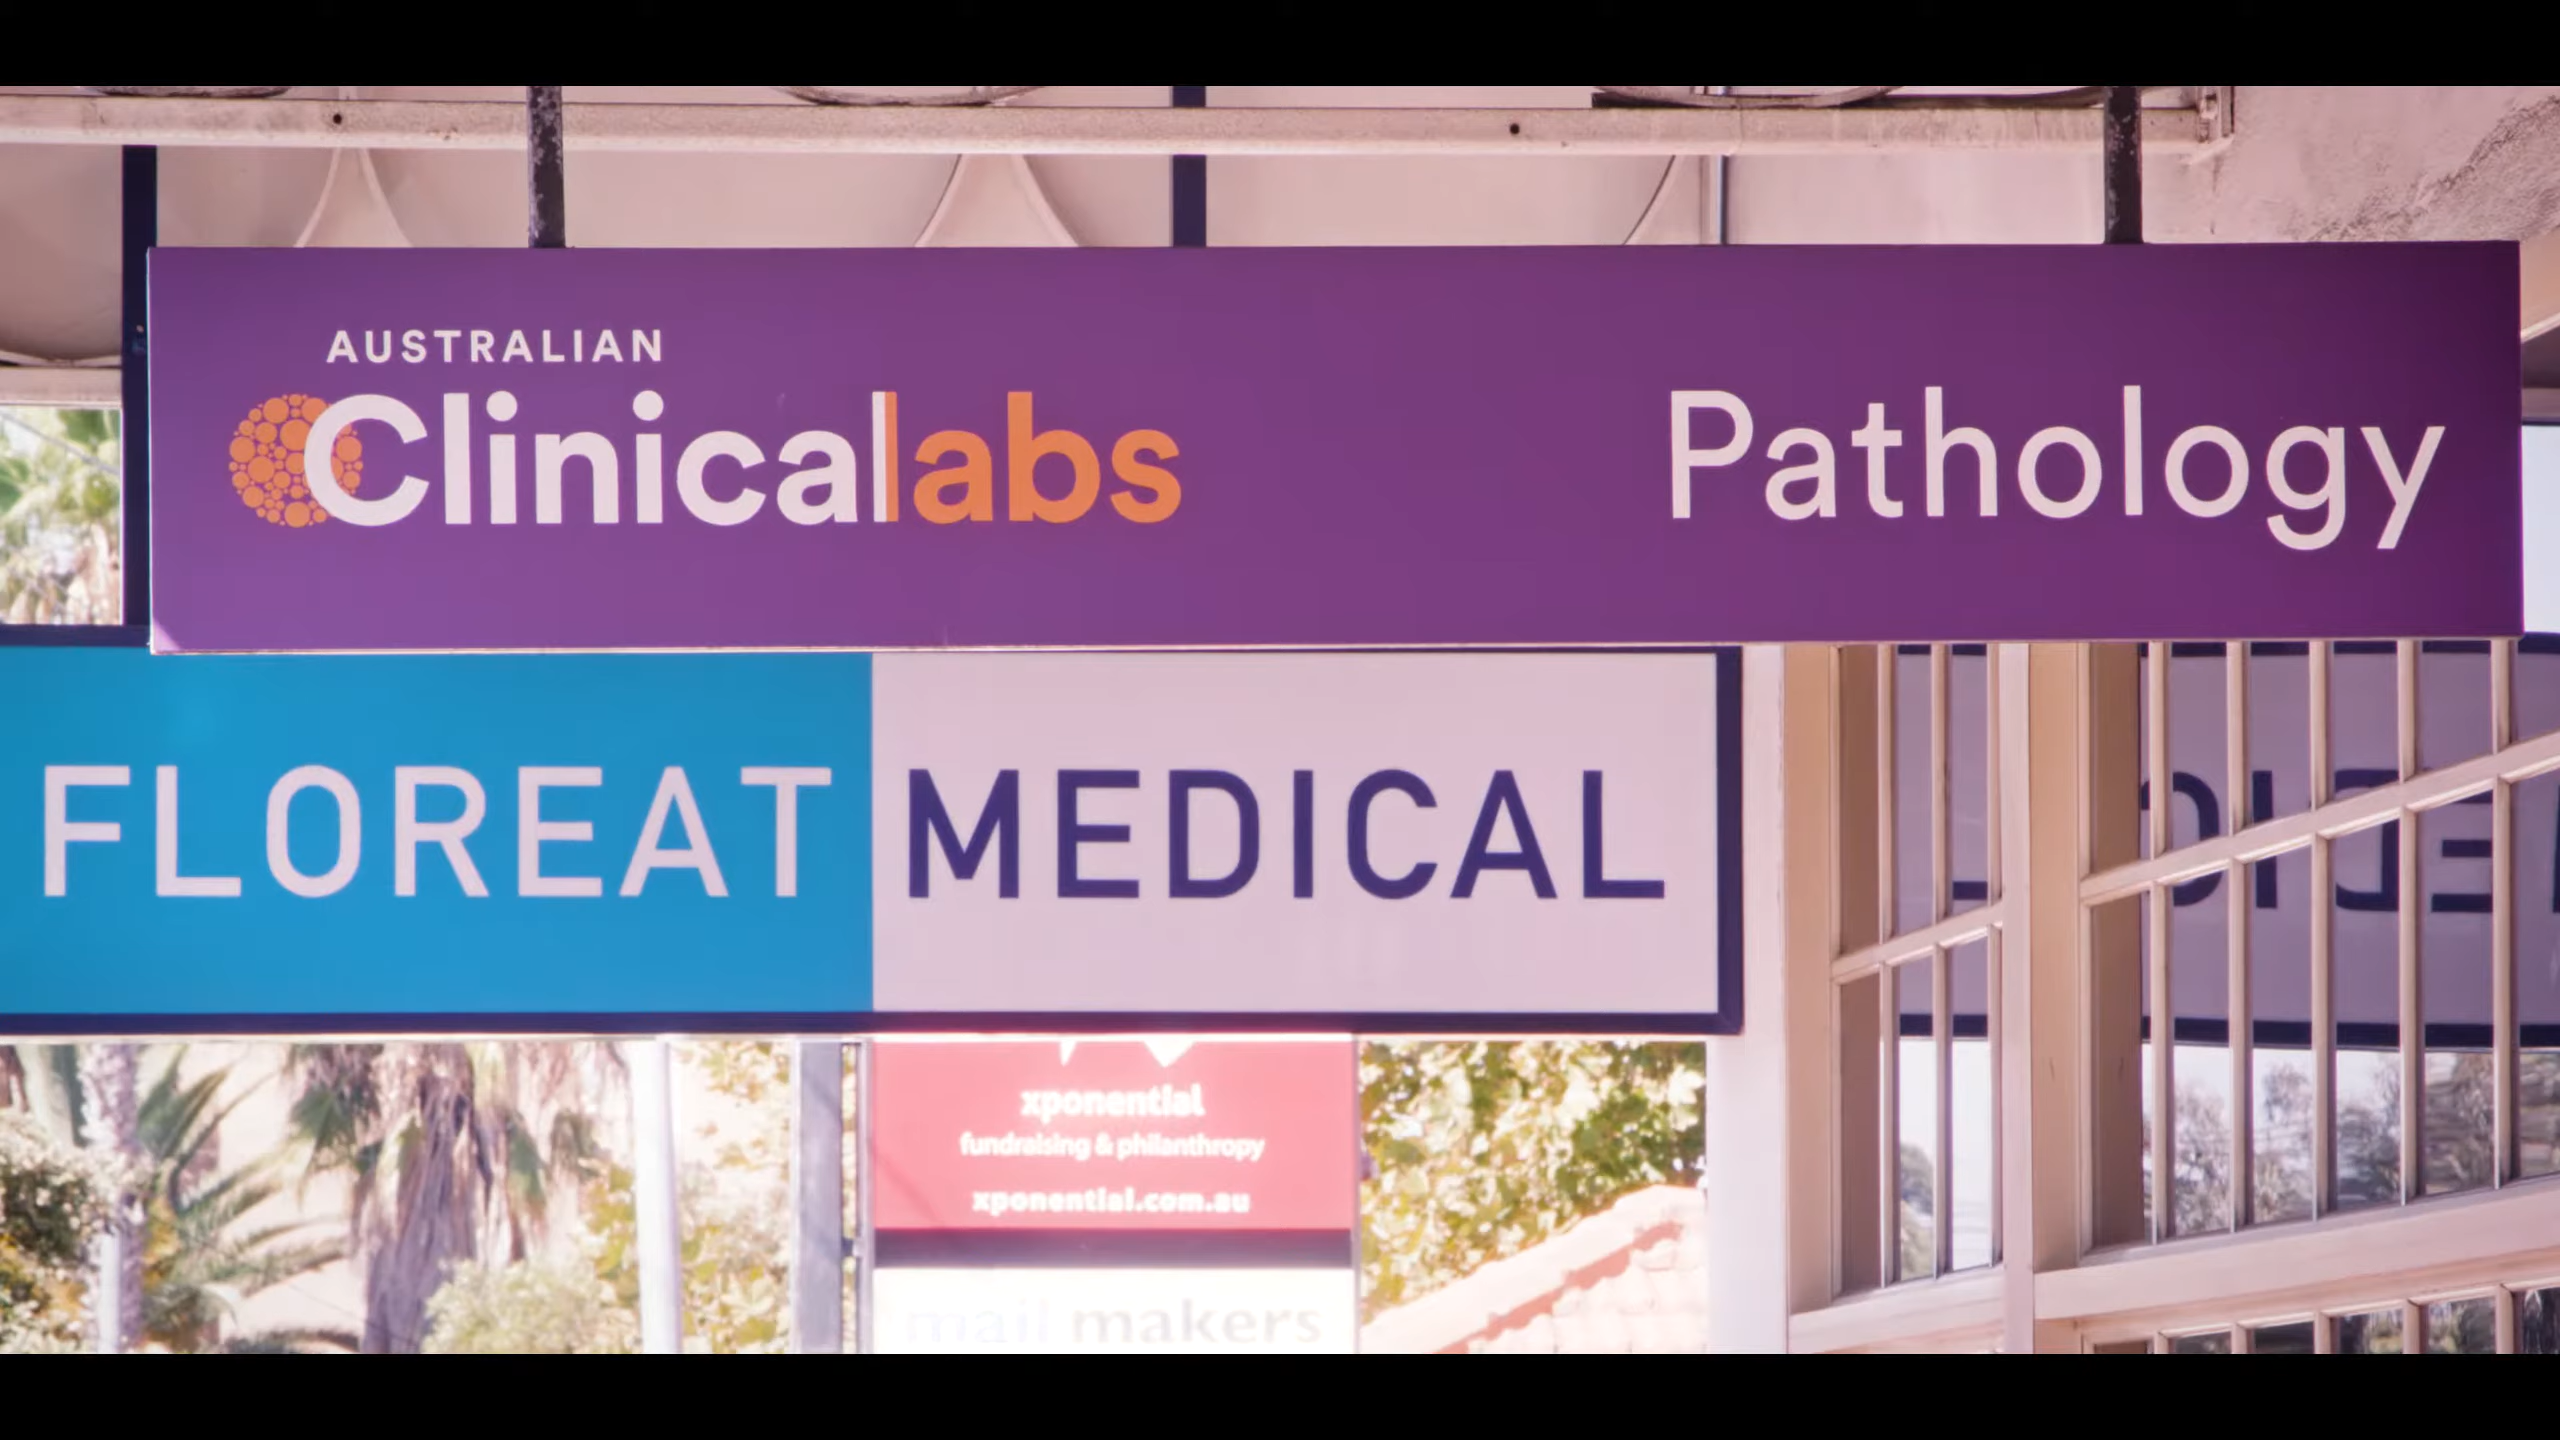 AUSTRALIAN
Clinicalabs
Pathology
FLOREAT MEDICAL
xponential
fundraising & philanthropy
xponential.com.au
mail makers